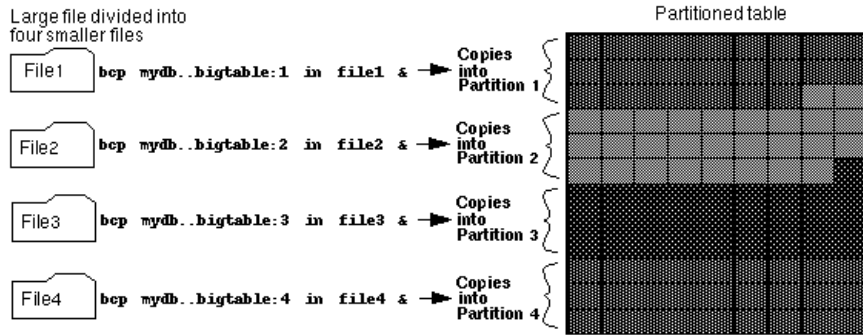 Large file divided into
four smaller files
Partitioned table
File1
bcp mydb..bigtable:1 in file1 &
Copies
into
Partition 1
File2
bcp mydb..bigtable:2 in file2 &
Copies
into
Partition 2
File3
bcp mydb..bigtable:3 in file3 &
Copies
into
Partition 3
File4
bcp mydb..bigtable:4 in file4 &
Copies
into
Partition 4